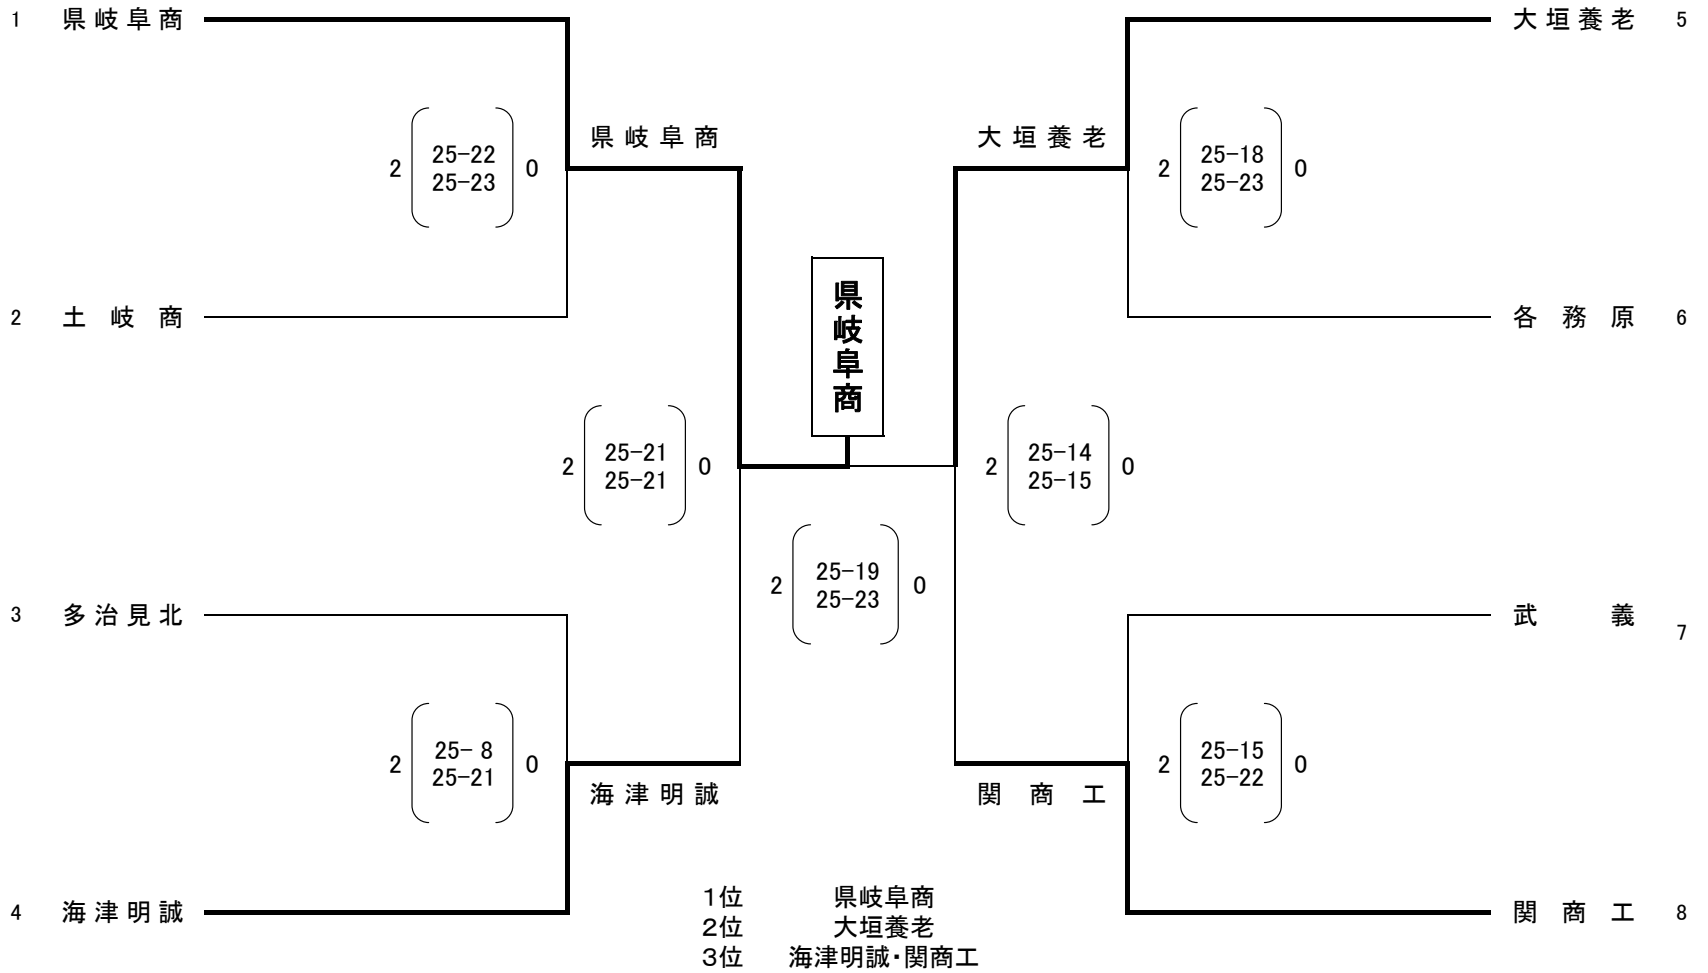 1 県岐阜商
大垣養老 5
県岐阜商
大垣養老
2 25-22 0
25-23
2 25-18 0
25-23
県岐阜商
2 土岐商
各務原 6
2 25-21 0
25-21
2 25-14 0
25-15
2 25-19 0
25-23
3 多治見北
武義 7
2 25- 8 0
25-21
2 25-15 0
25-22
海津明誠
関商工
4 海津明誠
関商工 8
1位 県岐阜商
2位 大垣養老
3位 海津明誠・関商工